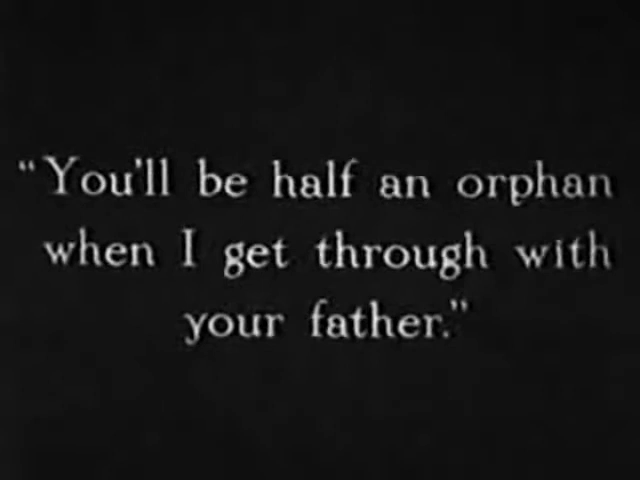 "You'll be half an orphan
when I get through with
your father."